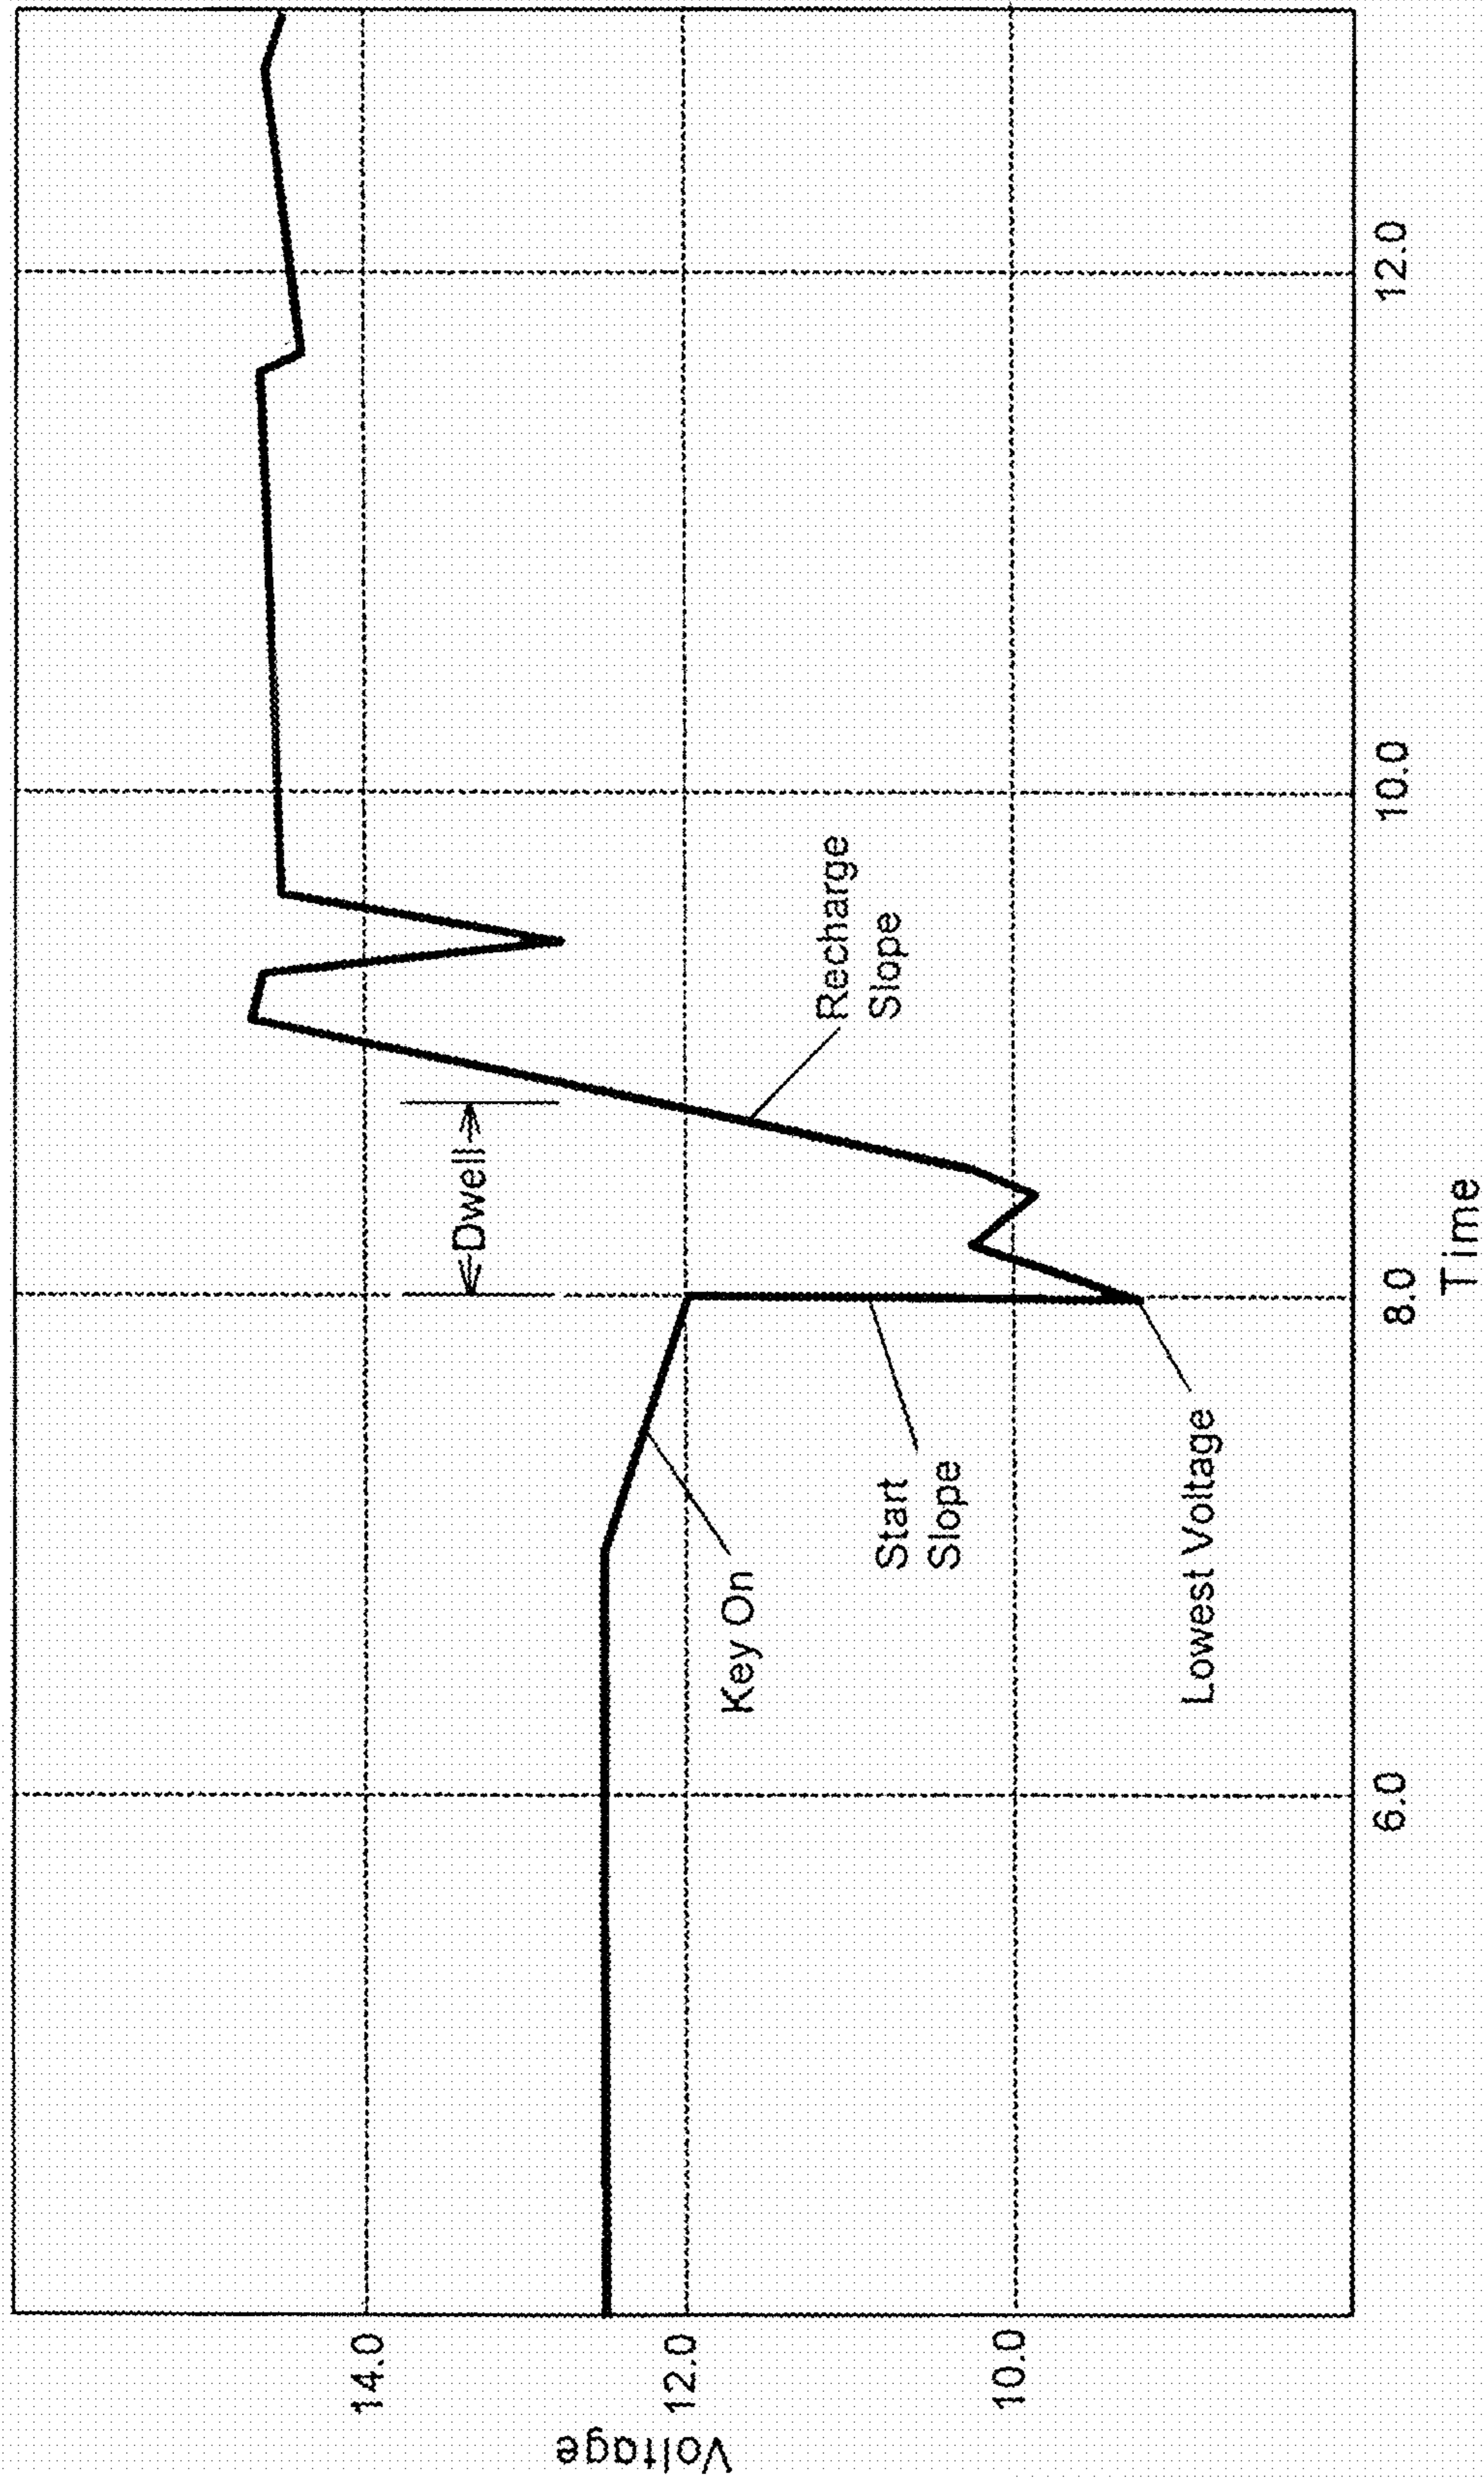 Voltage
14.0
12.0
10.0
Dwell
Key On
Start
Slope
Lowest Voltage
Recharge
Slope
6.0
8.0
10.0
12.0
Time